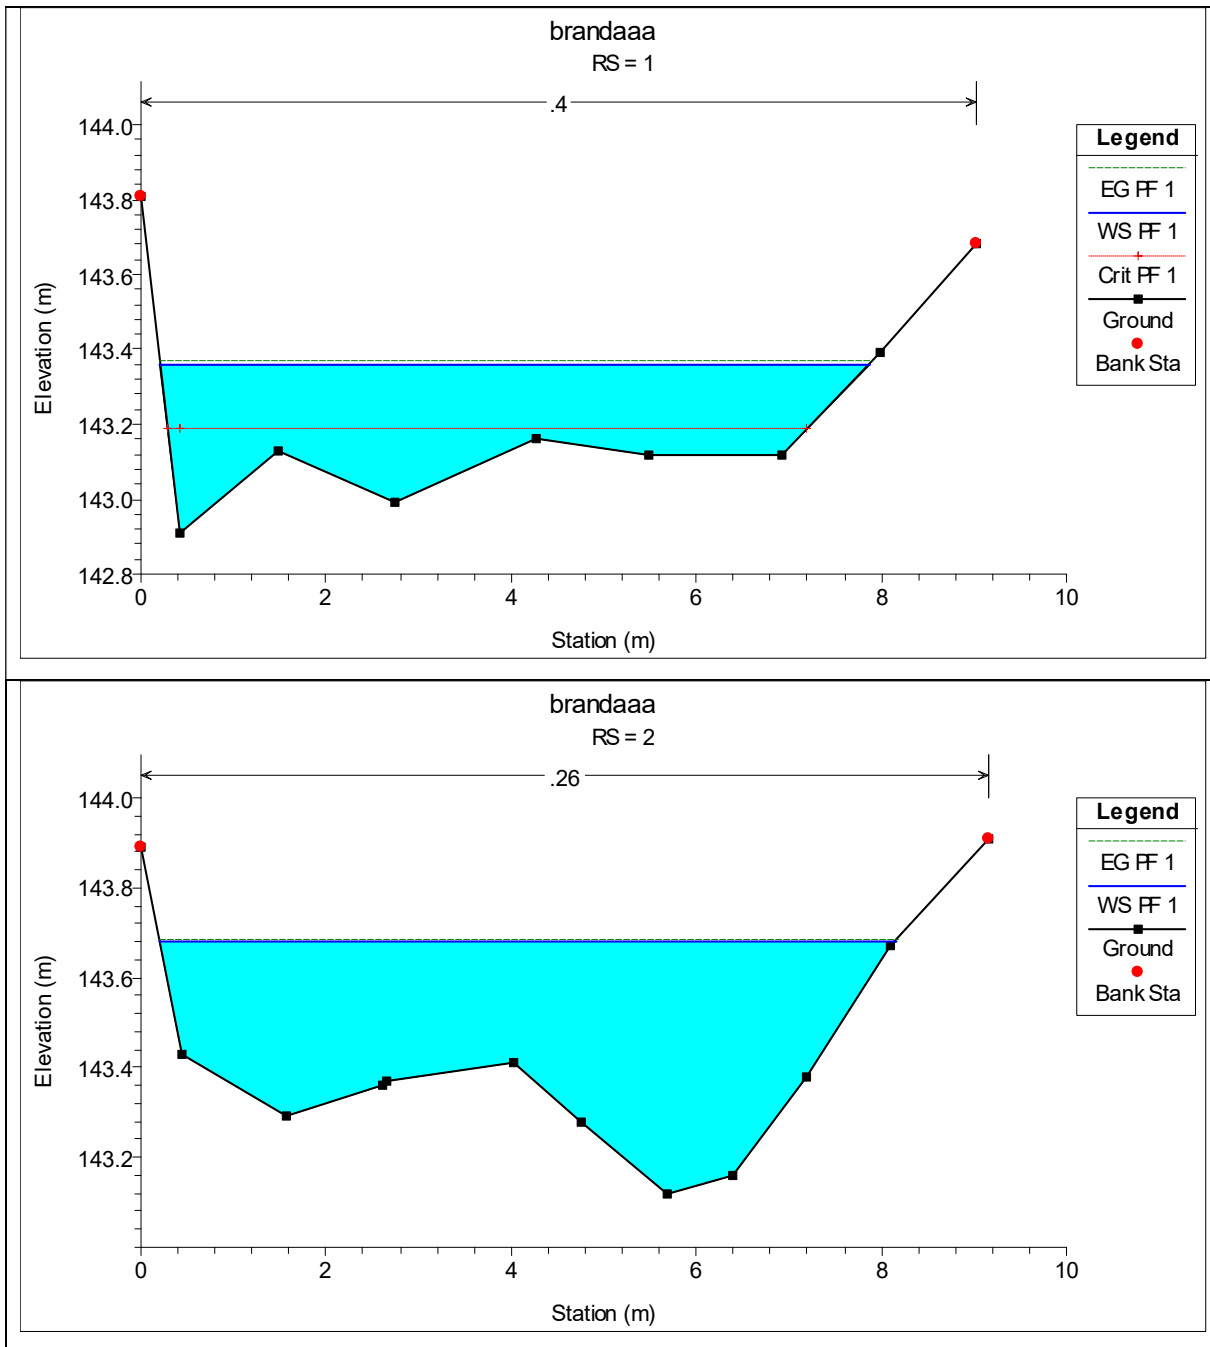 brandaaa
RS = 1
.4
144.0
143.8
143.6
143.4
143.2
143.0
142.8
0 2 4 6 8 10
Station (m)
Elevation (m)
Legend
EG PF 1
WS PF 1
Crit PF 1
Ground
Bank Sta
brandaaa
RS = 2
.26
144.0
143.8
143.6
143.4
143.2
0 2 4 6 8 10
Station (m)
Elevation (m)
Legend
EG PF 1
WS PF 1
Ground
Bank Sta